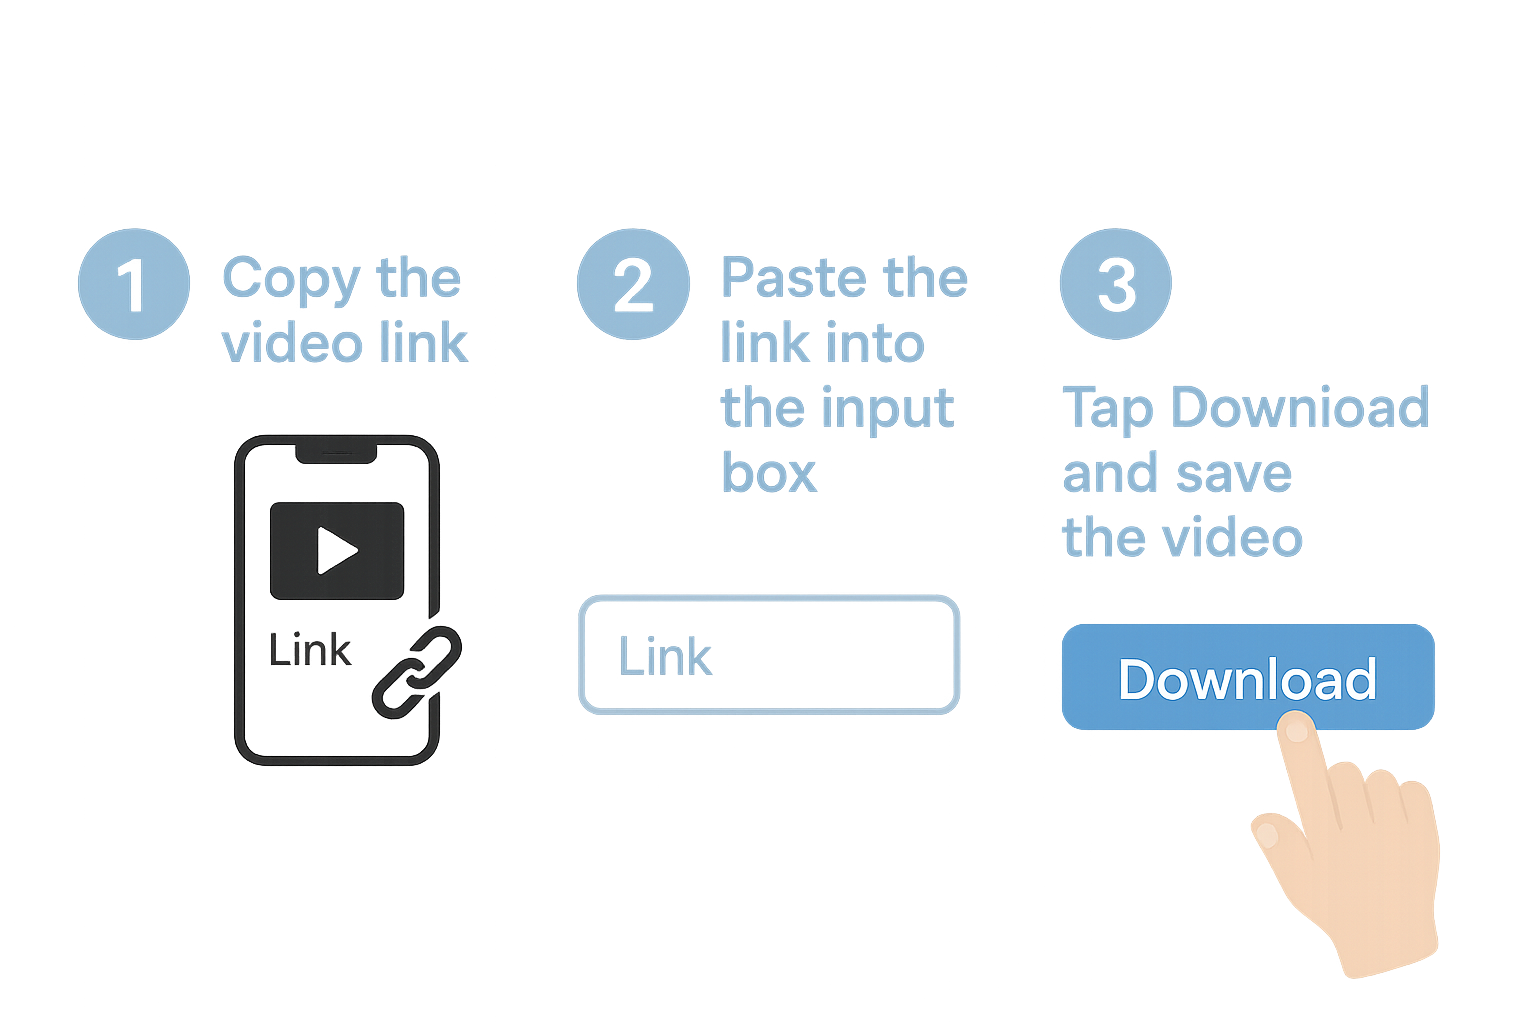 1
Copy the
video link
Link
2
Paste the
link into
the input
box
Link
3
Tap Downioad
and save
the video
Download